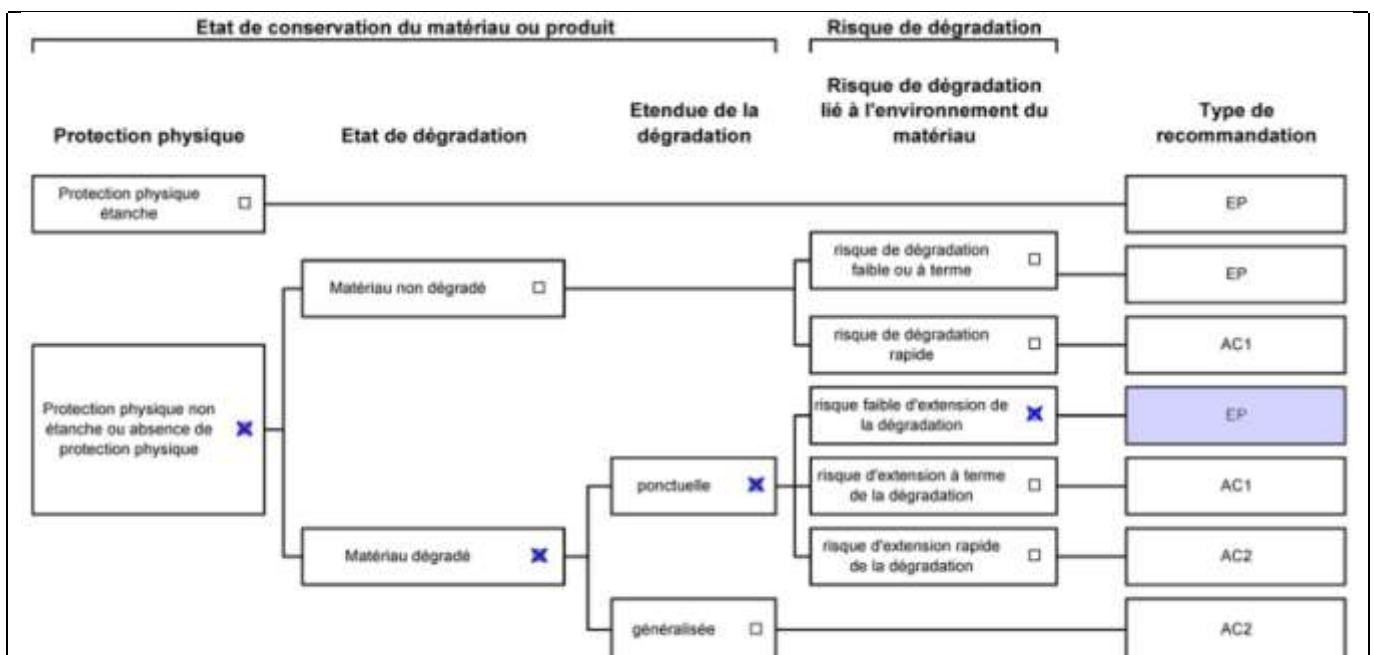 Etat de conservation du matériau ou produit
Risque de dégradation
Protection physique
Etat de dégradation
Etendue de la
dégradation
Risque de dégradation
lié à l'environnement du
matériau
Type de
recommandation
Protection physique
étanche
EP
Matériau non dégradé
risque de dégradation
faible ou à terme
EP
risque de dégradation
rapide
AC1
Protection physique non
étanche ou absence de
protection physique
risque faible d'extension de
la dégradation
EP
ponctuelle
risque d'extension à terme
de la dégradation
AC1
Matériau dégradé
risque d'extension rapide
de la dégradation
AC2
généralisée
AC2